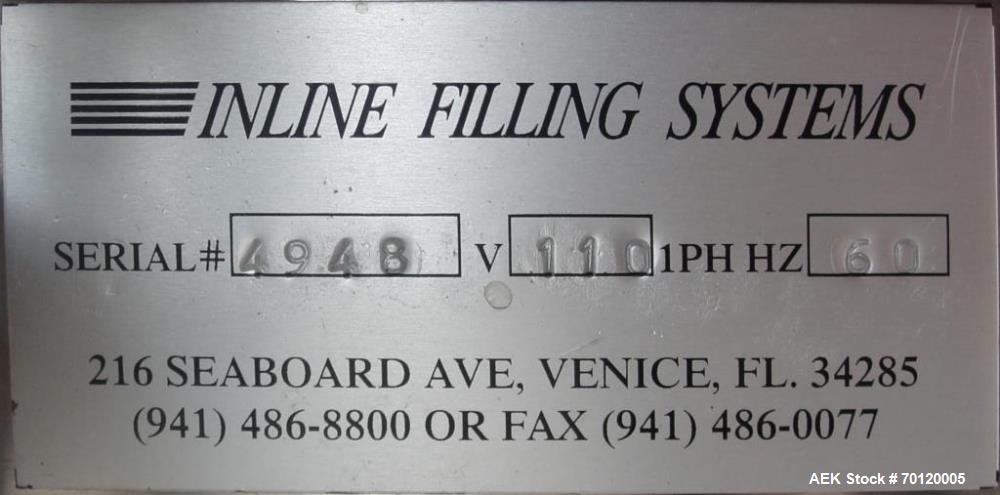 INLINE FILLING SYSTEMS
SERIAL# 4948 V 110 1PH HZ 60
216 SEABOARD AVE, VENICE, FL. 34285
(941) 486-8800 OR FAX (941) 486-0077
AEK Stock # 70120005